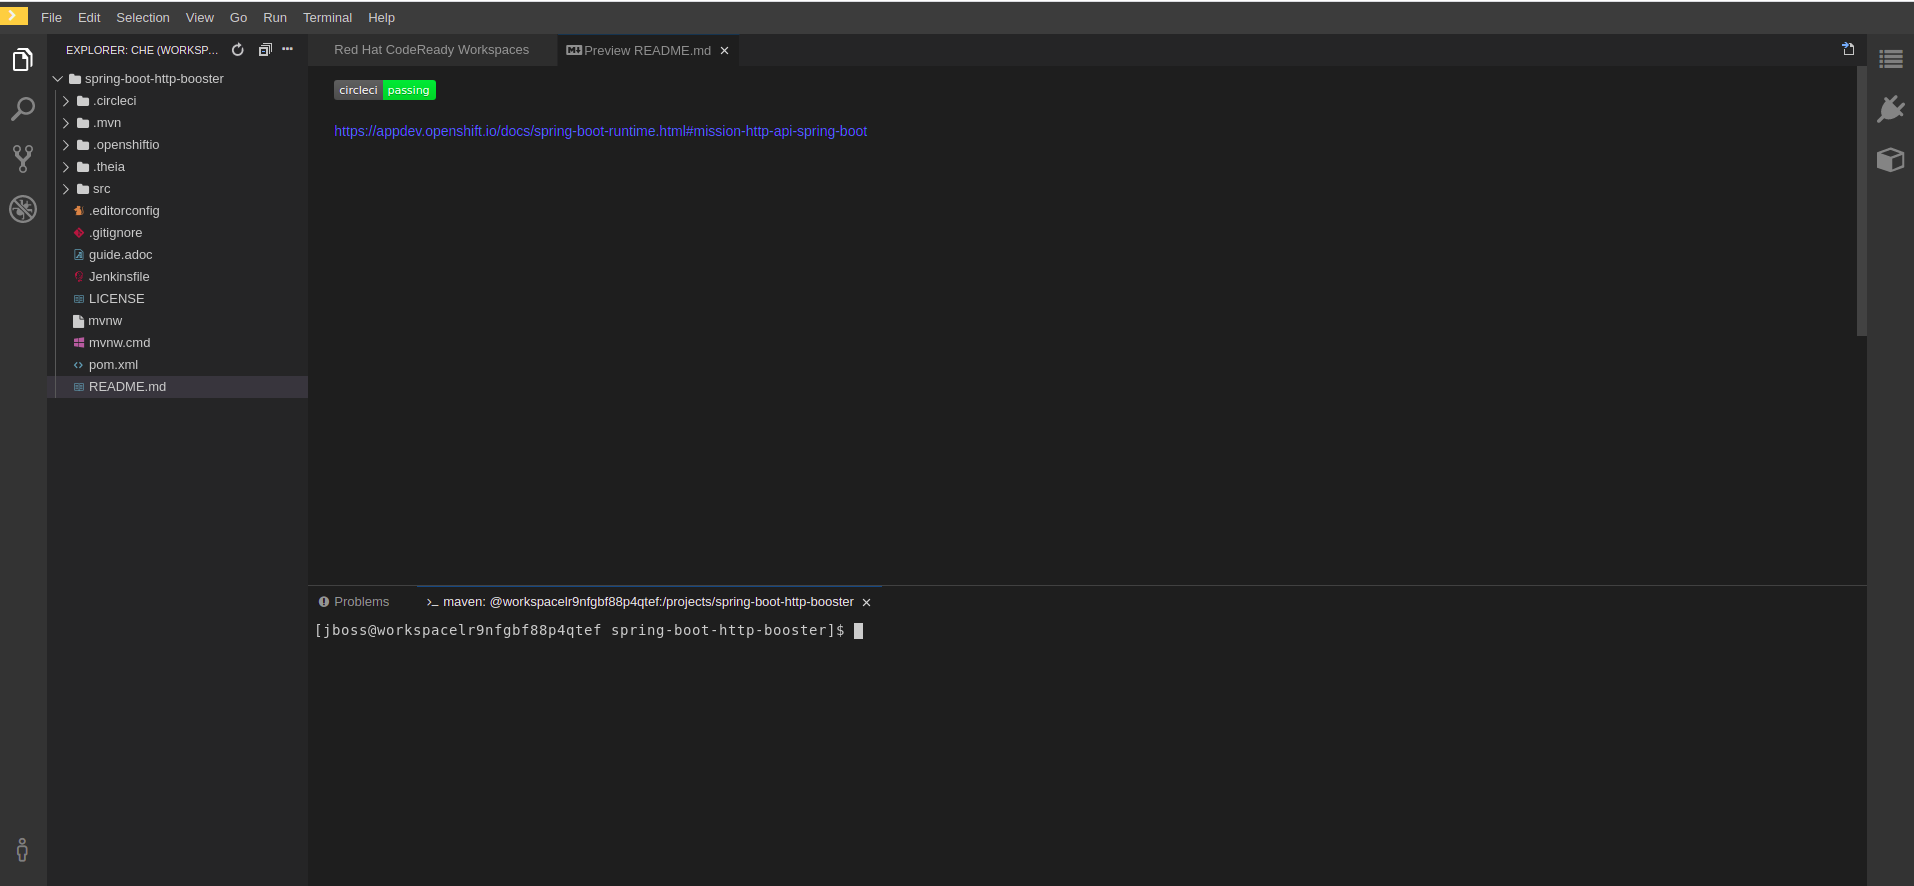 File Edit Selection View Go Run Terminal Help
EXPLORER: CHE (WORKSP...
Red Hat CodeReady Workspaces
Preview README.md
spring-boot-http-booster
.circleci
.mvn
.openshiftio
.theia
src
.editorconfig
.gitignore
guide.adoc
Jenkinsfile
LICENSE
mvnw
mvnw.cmd
pom.xml
README.md
circleci passing
https://appdev.openshift.io/docs/spring-boot-runtime.html#mission-http-api-spring-boot
Problems
maven: @workspacelr9nfgbf88p4qtef:/projects/spring-boot-http-booster
[jboss@workspacelr9nfgbf88p4qtef spring-boot-http-booster]$